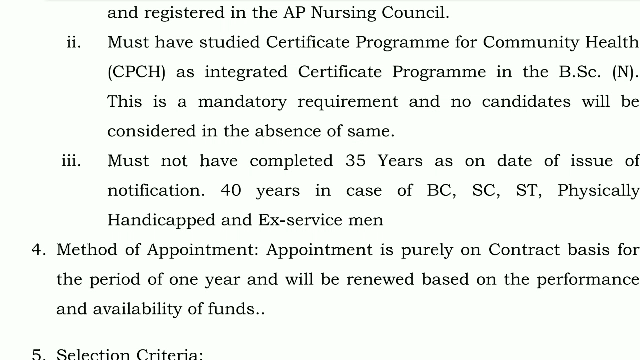 and registered in the AP Nursing Council.
ii. Must have studied Certificate Programme for Community Health
(CPCH) as integrated Certificate Programme in the B.Sc. (N).
This is a mandatory requirement and no candidates will be
considered in the absence of same.
iii. Must not have completed 35 Years as on date of issue of
notification. 40 years in case of BC, SC, ST, Physically
Handicapped and Ex-service men
4. Method of Appointment: Appointment is purely on Contract basis for
the period of one year and will be renewed based on the performance
and availability of funds..
5. Selection Criteria: